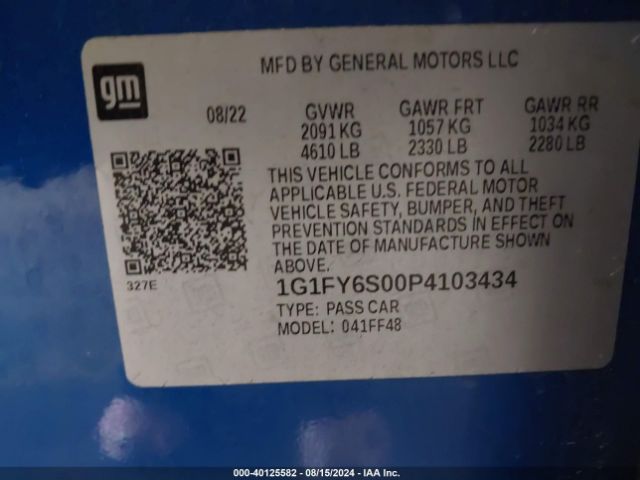 gm
MFD BY GENERAL MOTORS LLC
08/22 GVWR GAWR FRT GAWR RR
2091 KG 1057 KG 1034 KG
4610 LB 2330 LB 2280 LB
THIS VEHICLE CONFORMS TO ALL
APPLICABLE U.S. FEDERAL MOTOR
VEHICLE SAFETY, BUMPER, AND THEFT
PREVENTION STANDARDS IN EFFECT ON
THE DATE OF MANUFACTURE SHOWN
ABOVE.
327E
1G1FY6S00P4103434
TYPE: PASS CAR
MODEL: 041FF48
000-40125582 - 08/15/2024 - IAA Inc.